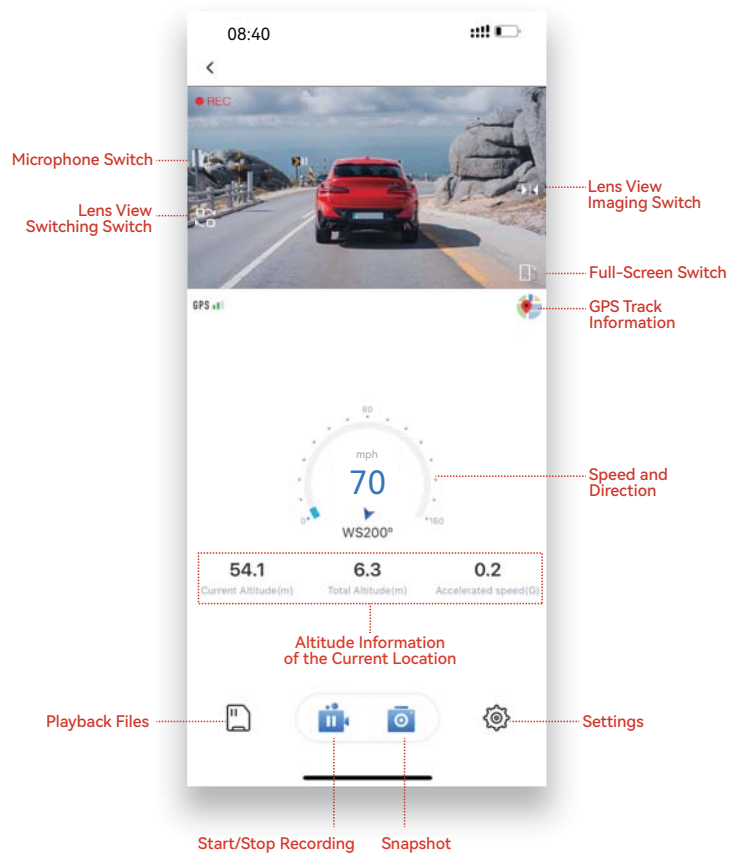 08:40
REC
Microphone Switch
Lens View
Switching Switch
Lens View
Imaging Switch
Full-Screen Switch
GPS
GPS Track
Information
80
mph
70
0
160
WS200°
Speed and
Direction
54.1
6.3
0.2
Current Altitude(m)
Total Altitude(m)
Accelerated speed(G)
Altitude Information
of the Current Location
Playback Files
Settings
Start/Stop Recording
Snapshot